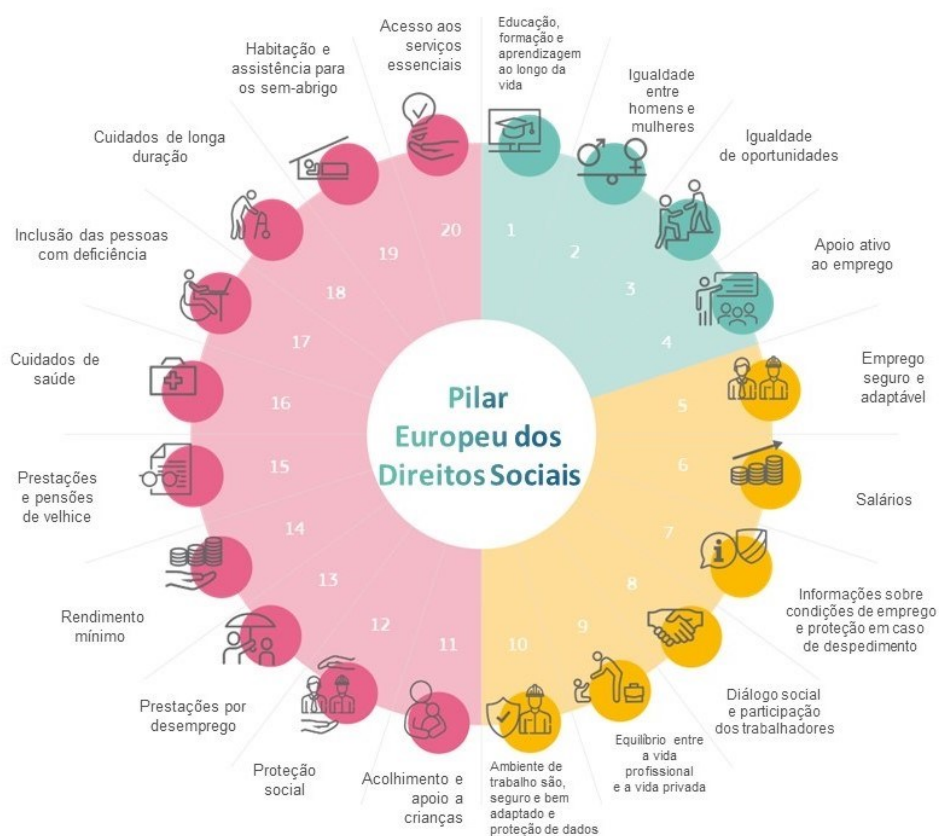 Pilar
Europeu dos
Direitos Sociais
Educação,
formação e
aprendizagem
ao longo da
vida
1
Igualdade
entre
homens e
mulheres
2
Igualdade
de oportunidades
3
Apoio ativo
ao emprego
4
Emprego
seguro e
adaptável
5
Salários
6
Informações sobre
condições de emprego
e proteção em caso
de despedimento
7
Diálogo social
e participação
dos trabalhadores
8
Equilíbrio entre
a vida
profissional
e a vida privada
9
Ambiente de
trabalho são,
seguro e bem
adaptado e
proteção de dados
10
Acolhimento e
apoio a
crianças
11
Proteção
social
12
Prestações por
desemprego
13
Rendimento
mínimo
14
Prestações
e pensões
de velhice
15
Cuidados de
saúde
16
Inclusão das pessoas
com deficiência
17
Cuidados de longa
duração
18
Habitação e
assistência para
os sem-abrigo
19
Acesso aos
serviços
essenciais
20